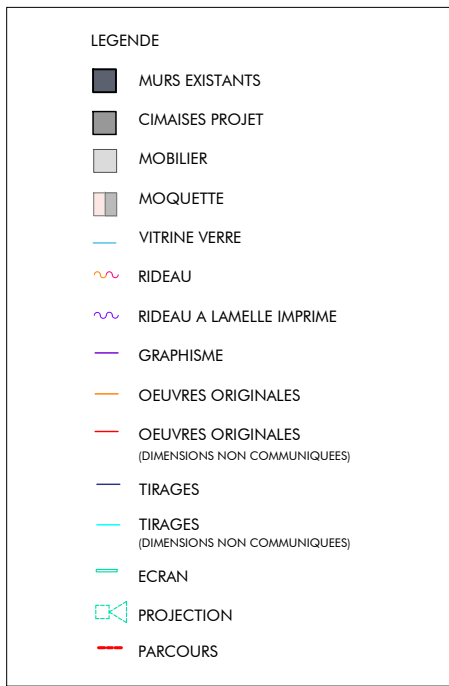 LEGENDE
MURS EXISTANTS
CIMAISES PROJET
MOBILIER
MOQUETTE
VITRINE VERRE
RIDEAU
RIDEAU A LAMELLE IMPRIME
GRAPHISME
OEUVRES ORIGINALES
OEUVRES ORIGINALES
(DIMENSIONS NON COMMUNIQUEES)
TIRAGES
TIRAGES
(DIMENSIONS NON COMMUNIQUEES)
ECRAN
PROJECTION
PARCOURS